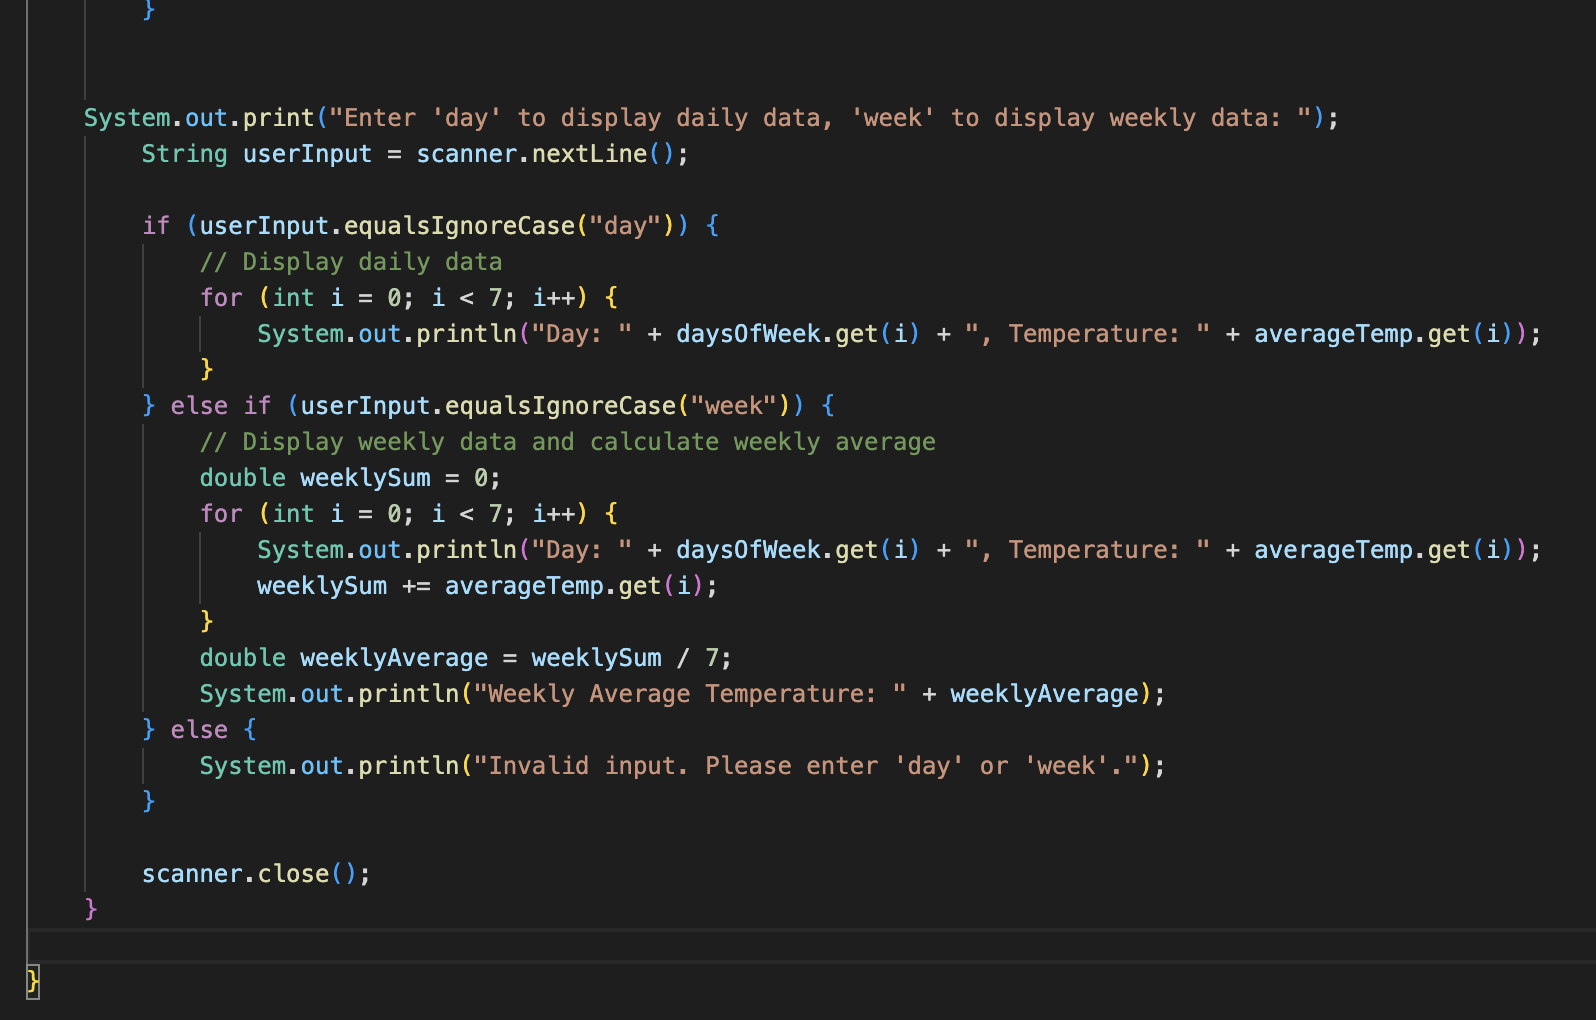 }

    System.out.print("Enter 'day' to display daily data, 'week' to display weekly data: ");
        String userInput = scanner.nextLine();

        if (userInput.equalsIgnoreCase("day")) {
            // Display daily data
            for (int i = 0; i < 7; i++) {
                System.out.println("Day: " + daysOfWeek.get(i) + ", Temperature: " + averageTemp.get(i));
            }
        } else if (userInput.equalsIgnoreCase("week")) {
            // Display weekly data and calculate weekly average
            double weeklySum = 0;
            for (int i = 0; i < 7; i++) {
                System.out.println("Day: " + daysOfWeek.get(i) + ", Temperature: " + averageTemp.get(i));
                weeklySum += averageTemp.get(i);
            }
            double weeklyAverage = weeklySum / 7;
            System.out.println("Weekly Average Temperature: " + weeklyAverage);
        } else {
            System.out.println("Invalid input. Please enter 'day' or 'week'.");
        }

        scanner.close();
    }

}